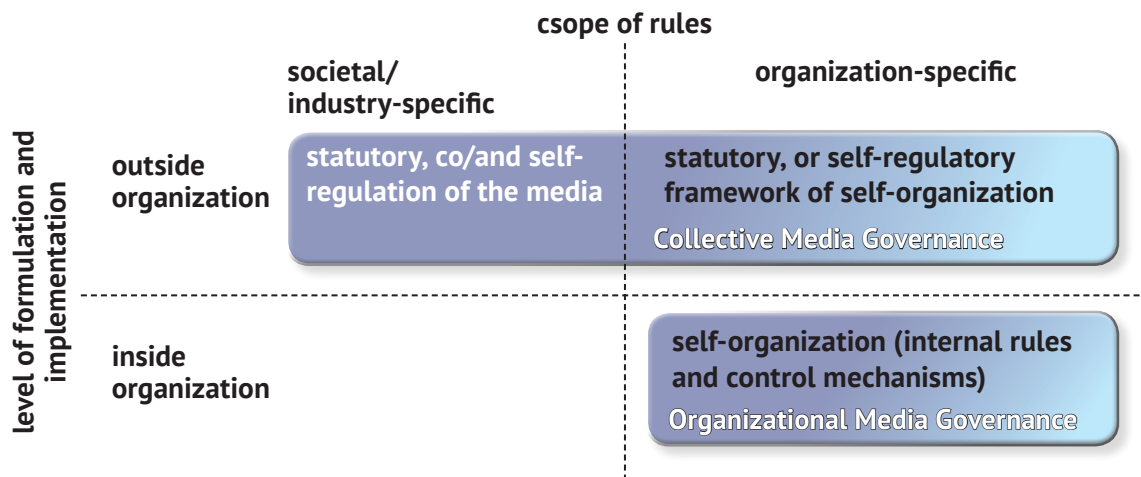 csope of rules
societal/
industry-specific
organization-specific
level of formulation and
implementation
outside
organization
statutory, co/and self-
regulation of the media
statutory, or self-regulatory
framework of self-organization
Collective Media Governance
inside
organization
self-organization (internal rules
and control mechanisms)
Organizational Media Governance